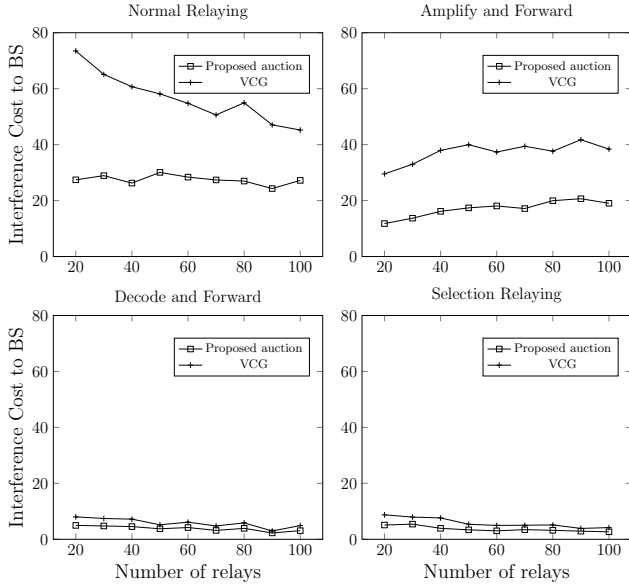 Normal Relaying
Amplify and Forward
Interference Cost to BS
80
60
40
20
0
20 40 60 80 100
Proposed auction
VCG
80
60
40
20
0
20 40 60 80 100
Proposed auction
VCG
Decode and Forward
Selection Relaying
Interference Cost to BS
80
60
40
20
0
20 40 60 80 100
Number of relays
Proposed auction
VCG
80
60
40
20
0
20 40 60 80 100
Number of relays
Proposed auction
VCG